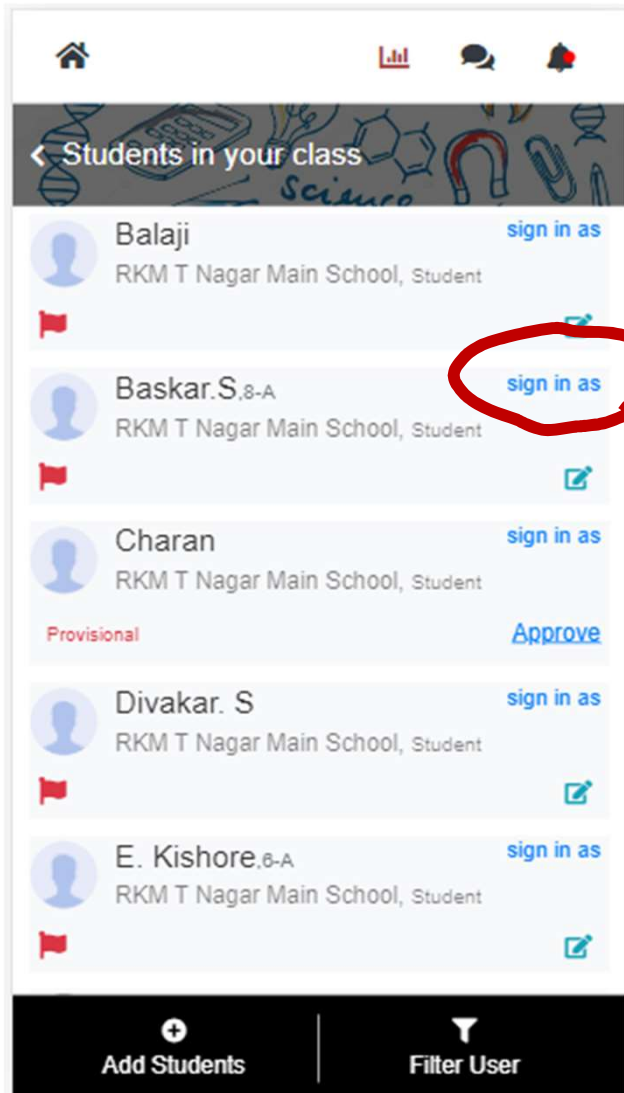 Students in your class
science
Balaji
sign in as
RKM T Nagar Main School, Student
Baskar.S,8-A
sign in as
RKM T Nagar Main School, Student
Charan
sign in as
RKM T Nagar Main School, Student
Provisional
Approve
Divakar. S
sign in as
RKM T Nagar Main School, Student
E. Kishore,6-A
sign in as
RKM T Nagar Main School, Student
Add Students
Filter User